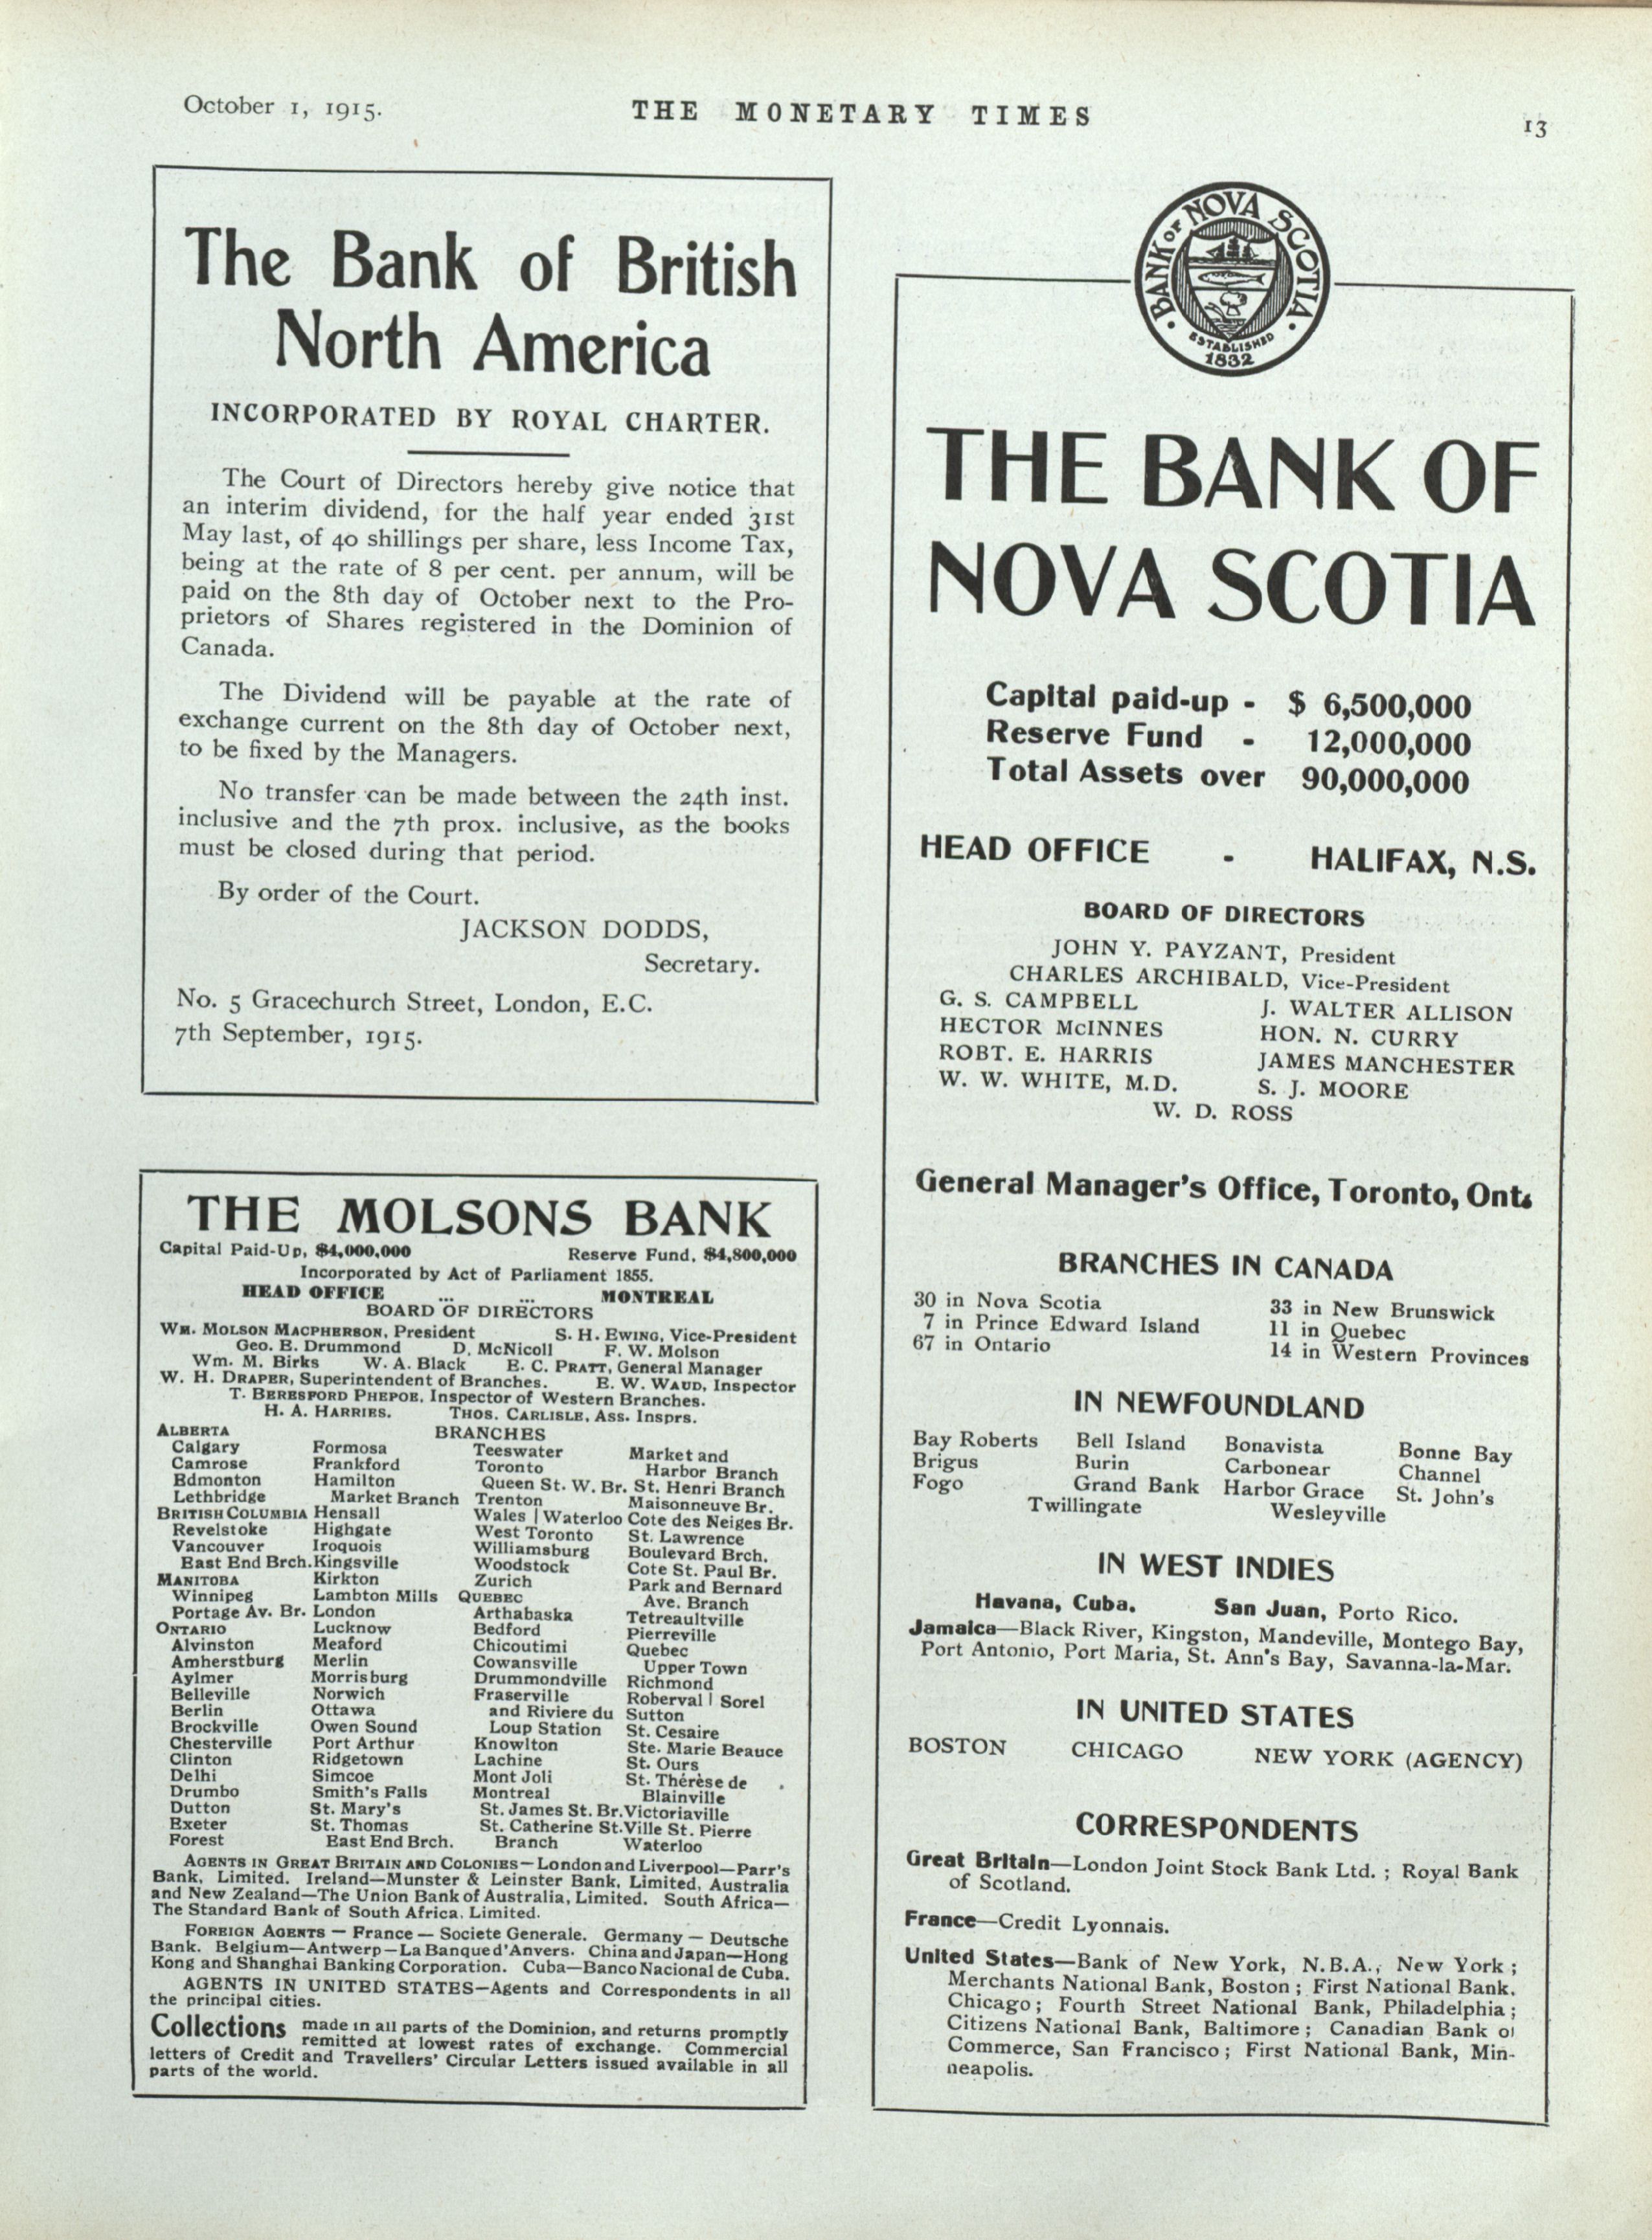 October 1, 1915.
THE MONETARY TIMES
13
The Bank of British
North America
INCORPORATED BY ROYAL CHARTER.
The Court of Directors hereby give notice that
an interim dividend, for the half year ended 31st
May last, of 40 shillings per share, less Income Tax,
being at the rate of 8 per cent. per annum, will be
paid on the 8th day of October next to the Pro-
prietors of Shares registered in the Dominion of
Canada.
The Dividend will be payable at the rate of
exchange current on the 8th day of October next,
to be fixed by the Managers.
No transfer can be made between the 24th inst.
inclusive and the 7th prox. inclusive, as the books
must be closed during that period.
By order of the Court.
JACKSON DODDS,
Secretary.
No. 5 Gracechurch Street, London, E.C.
7th September, 1915.
THE MOLSONS BANK
Capital Paid-Up, $4,000,000 Reserve Fund, $4,800,000
Incorporated by Act of Parliament 1855.
HEAD OFFICE ... ... MONTREAL
BOARD OF DIRECTORS
WM. MOLSON MACPHERSON, President S. H. EWING, Vice-President
Geo. E. Drummond D. McNicoll F. W. Molson
Wm. M. Birks W. A. Black E. C. PRATT, General Manager
W. H. DRAPER, Superintendent of Branches. E. W. WAUD, Inspector
T. BERESFORD PHEPOE, Inspector of Western Branches.
H. A. HARRIES. THOS. CARLISLE, Ass. Insprs.
BRANCHES
ALBERTA
Calgary
Camrose
Edmonton
Lethbridge
BRITISH COLUMBIA
Revelstoke
Vancouver
East End Brch.
MANITOBA
Winnipeg
Portage Av. Br.
ONTARIO
Alvinston
Amherstburg
Aylmer
Belleville
Berlin
Brockville
Chesterville
Clinton
Delhi
Drumbo
Dutton
Exeter
Forest
Formosa
Frankford
Hamilton
Market Branch
Hensall
Highgate
Iroquois
Kingsville
Kirkton
Lambton Mills
London
Lucknow
Meaford
Merlin
Morrisburg
Norwich
Ottawa
Owen Sound
Port Arthur
Ridgetown
Simcoe
Smith's Falls
St. Mary's
St. Thomas
East End Brch.
Teeswater
Toronto
Queen St. W. Br.
Trenton
Wales | Waterloo
West Toronto
Williamsburg
Woodstock
Zurich
QUEBEC
Arthabaska
Bedford
Chicoutimi
Cowansville
Drummondville
Fraserville
and Riviere du
Loup Station
Knowlton
Lachine
Mont Joli
Montreal
St. James St. Br.
St. Catherine St.
Branch
Market and
Harbor Branch
St. Henri Branch
Maisonneuve Br.
Cote des Neiges Br.
St. Lawrence
Boulevard Brch.
Cote St. Paul Br.
Park and Bernard
Ave. Branch
Tetreaultville
Pierreville
Quebec
Upper Town
Richmond
Roberval | Sorel
Sutton
St. Cesaire
Ste. Marie Beauce
St. Ours
St. Thérèse de
Blainville
Victoriaville
Ville St. Pierre
Waterloo
AGENTS IN GREAT BRITAIN AND COLONIES—London and Liverpool—Parr's
Bank, Limited. Ireland—Munster & Leinster Bank, Limited, Australia
and New Zealand—The Union Bank of Australia, Limited. South Africa—
The Standard Bank of South Africa, Limited.
FOREIGN AGENTS — France — Societe Generale. Germany — Deutsche
Bank. Belgium—Antwerp—La Banque d'Anvers. China and Japan—Hong
Kong and Shanghai Banking Corporation. Cuba—Banco Nacional de Cuba.
AGENTS IN UNITED STATES—Agents and Correspondents in all
the principal cities.
Collections made in all parts of the Dominion, and returns promptly
remitted at lowest rates of exchange. Commercial
letters of Credit and Travellers' Circular Letters issued available in all
parts of the world.
BANK OF NOVA SCOTIA
ESTABLISHED
1832
THE BANK OF
NOVA SCOTIA
Capital paid-up - $ 6,500,000
Reserve Fund - 12,000,000
Total Assets over 90,000,000
HEAD OFFICE - HALIFAX, N.S.
BOARD OF DIRECTORS
JOHN Y. PAYZANT, President
CHARLES ARCHIBALD, Vice-President
G. S. CAMPBELL J. WALTER ALLISON
HECTOR McINNES HON. N. CURRY
ROBT. E. HARRIS JAMES MANCHESTER
W. W. WHITE, M.D. S. J. MOORE
W. D. ROSS
General Manager's Office, Toronto, Ont.
BRANCHES IN CANADA
30 in Nova Scotia 33 in New Brunswick
7 in Prince Edward Island 11 in Quebec
67 in Ontario 14 in Western Provinces
IN NEWFOUNDLAND
Bay Roberts Bell Island Bonavista Bonne Bay
Brigus Burin Carbonear Channel
Fogo Grand Bank Harbor Grace St. John's
Twillingate Wesleyville
IN WEST INDIES
Havana, Cuba. San Juan, Porto Rico.
Jamaica—Black River, Kingston, Mandeville, Montego Bay,
Port Antonio, Port Maria, St. Ann's Bay, Savanna-la-Mar.
IN UNITED STATES
BOSTON CHICAGO NEW YORK (AGENCY)
CORRESPONDENTS
Great Britain—London Joint Stock Bank Ltd. ; Royal Bank
of Scotland.
France—Credit Lyonnais.
United States—Bank of New York, N.B.A., New York ;
Merchants National Bank, Boston ; First National Bank.
Chicago ; Fourth Street National Bank, Philadelphia ;
Citizens National Bank, Baltimore ; Canadian Bank of
Commerce, San Francisco ; First National Bank, Min-
neapolis.